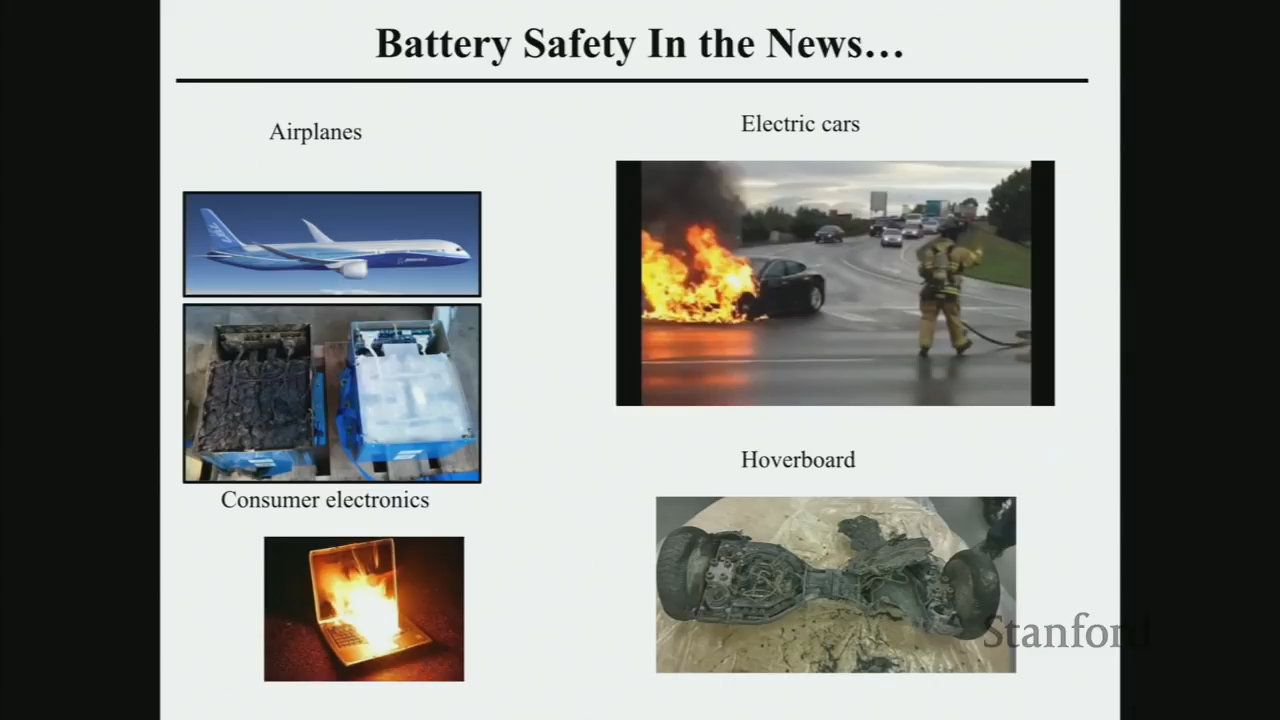 Battery Safety In the News…
Airplanes
Electric cars
Hoverboard
Consumer electronics
Stanford